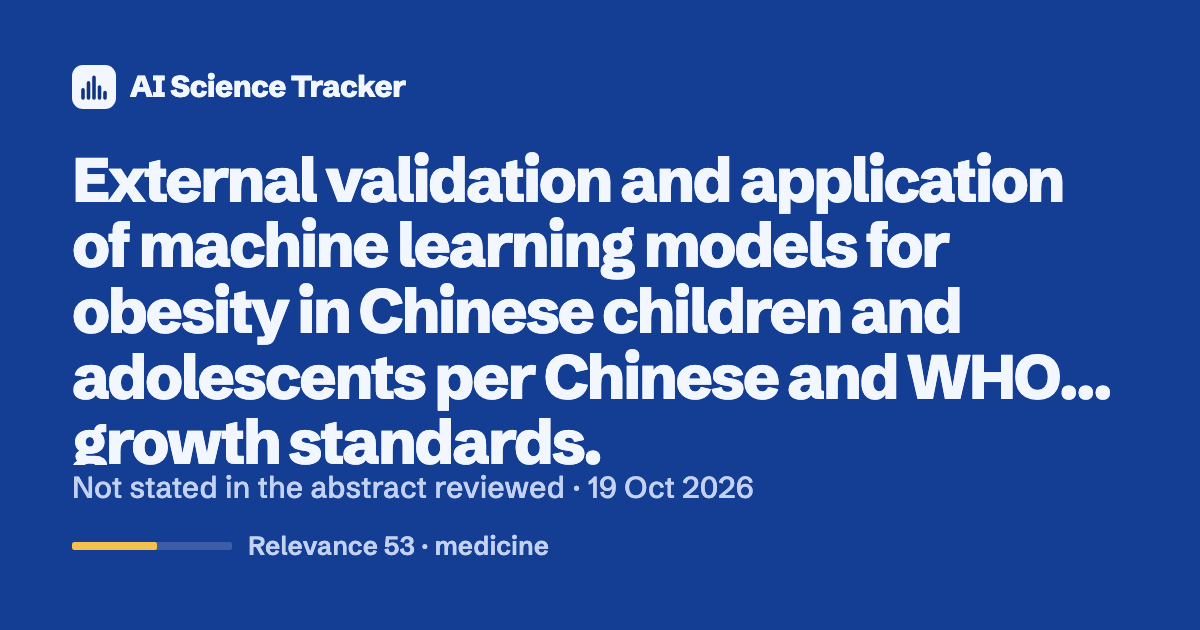 AI Science Tracker
External validation and application
of machine learning models for
obesity in Chinese children and
adolescents per Chinese and WHO...
growth standards.
Not stated in the abstract reviewed · 19 Oct 2026
Relevance 53 · medicine